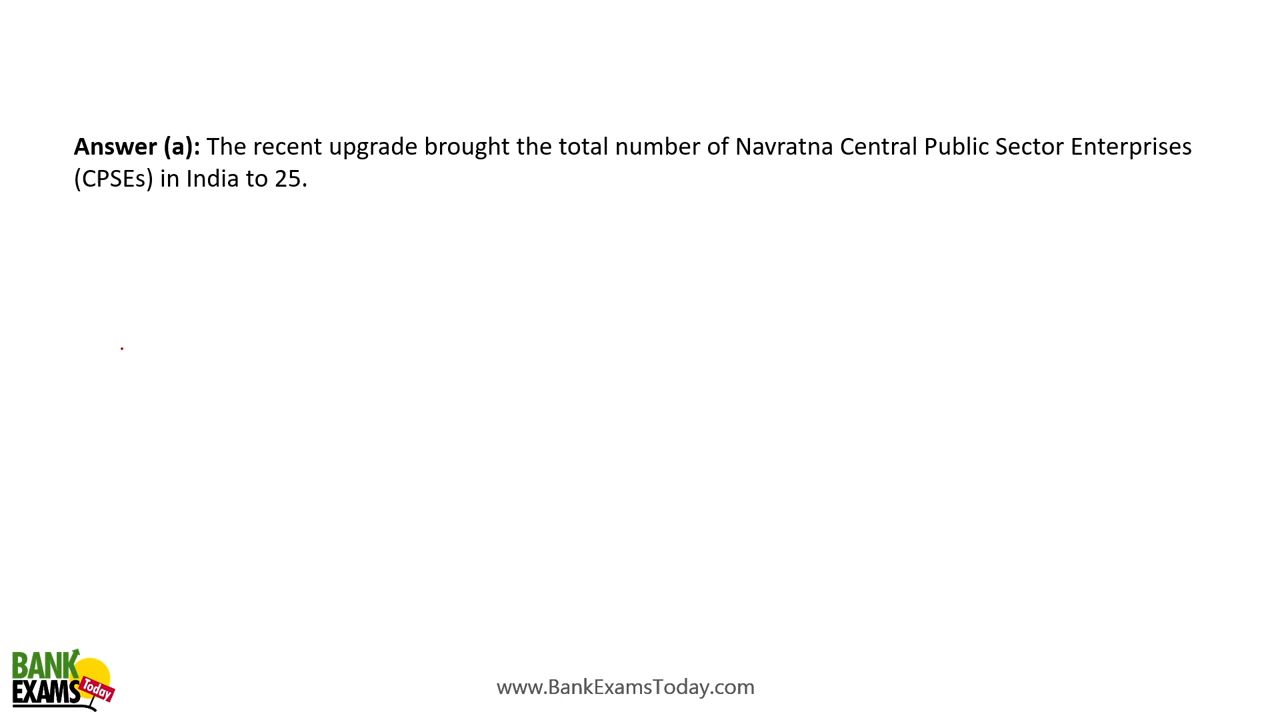 Answer (a): The recent upgrade brought the total number of Navratna Central Public Sector Enterprises
(CPSEs) in India to 25.
BANK
EXAMS
Today
www.BankExamsToday.com